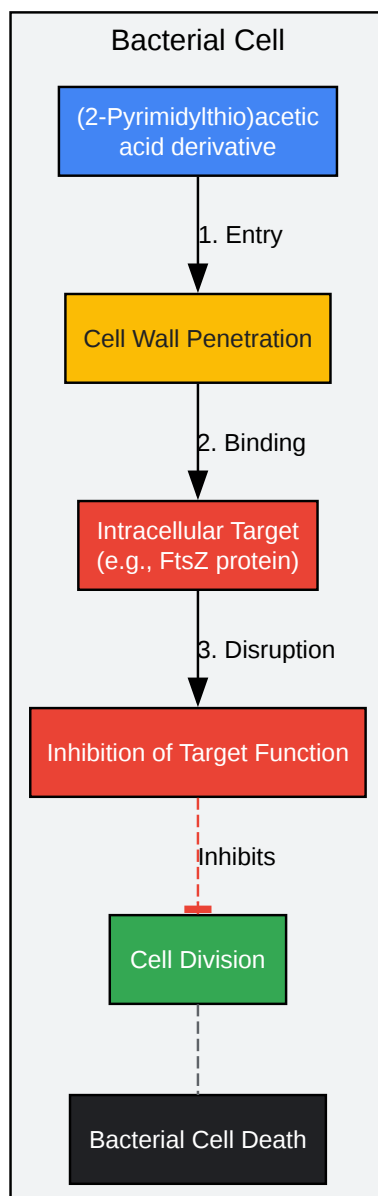 Bacterial Cell
(2-Pyrimidylthio)acetic
acid derivative
1. Entry
Cell Wall Penetration
2. Binding
Intracellular Target
(e.g., FtsZ protein)
3. Disruption
Inhibition of Target Function
Inhibits
Cell Division
Bacterial Cell Death